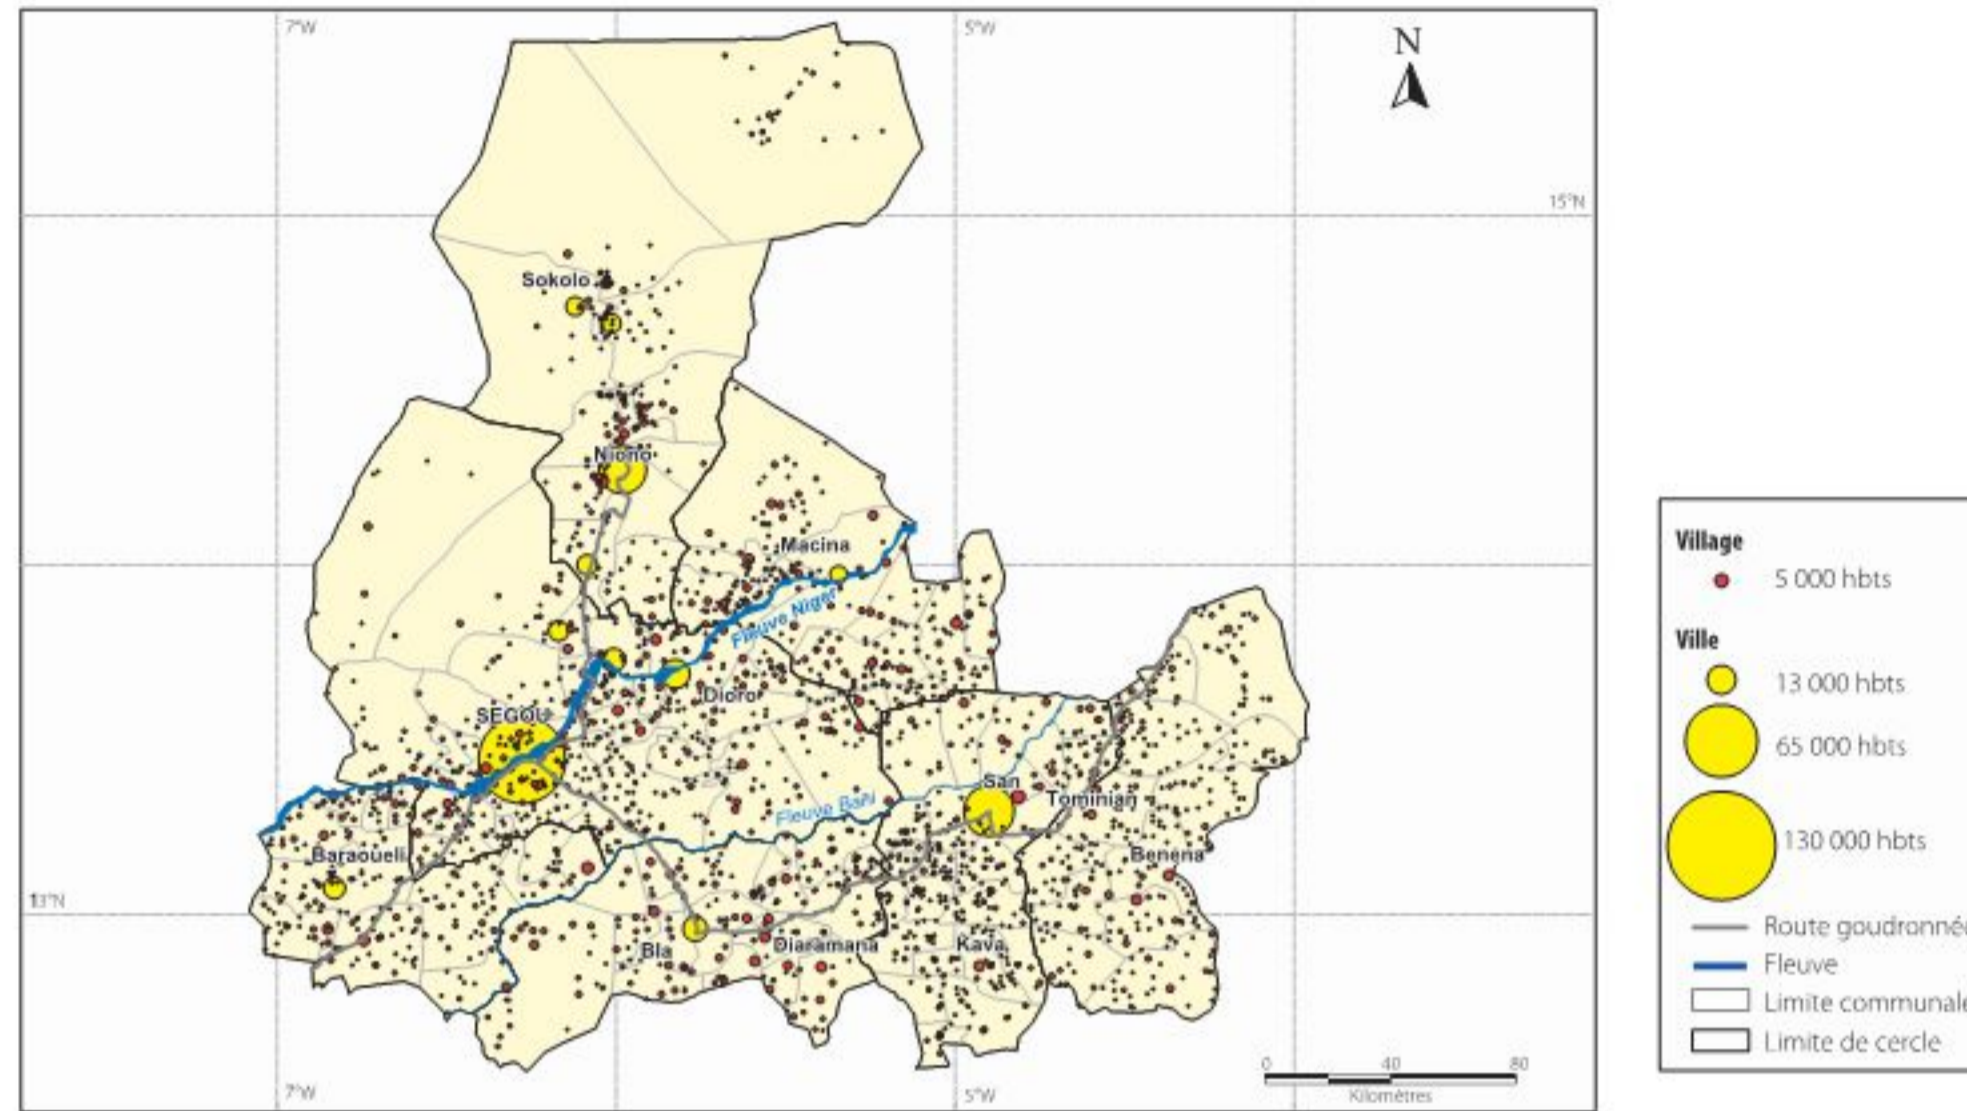 7°W
5°W
N
15°N
Sokolo
Niono
Macina
Fleuve Niger
Dioro
SEGOU
San
Tominian
Fleuve Bani
Baraoueli
Benena
13°N
Bla
Diaramana
Kava
0 40 80
Kilomètres
7°W
5°W
Village
5 000 hbts
Ville
13 000 hbts
65 000 hbts
130 000 hbts
Route goudronné
Fleuve
Limite communale
Limite de cercle